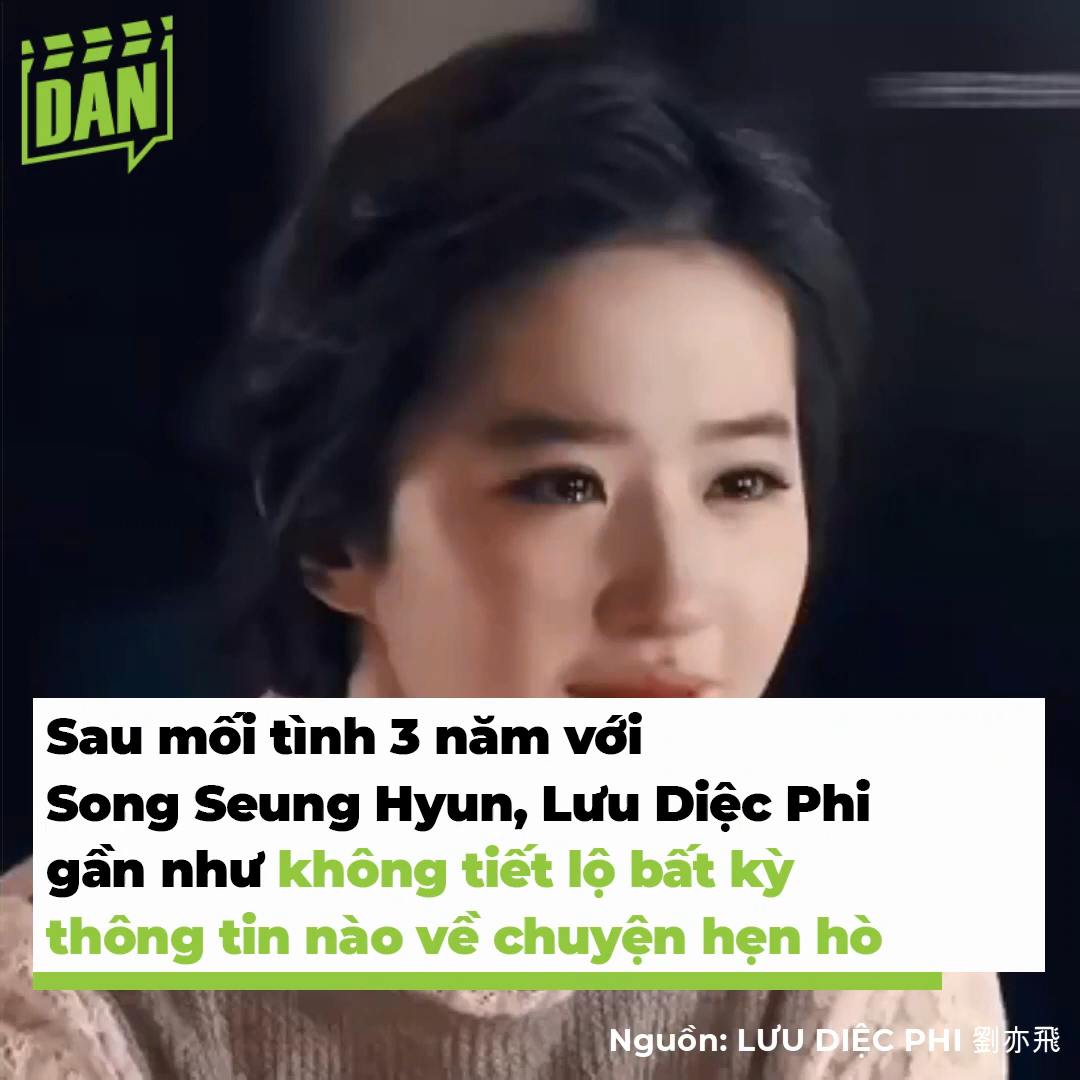 DAN
Sau mối tình 3 năm với
Song Seung Hyun, Lưu Diệc Phi
gần như không tiết lộ bất kỳ
thông tin nào về chuyện hẹn hò
Nguồn: LƯU DIỆC PHI 劉亦飛